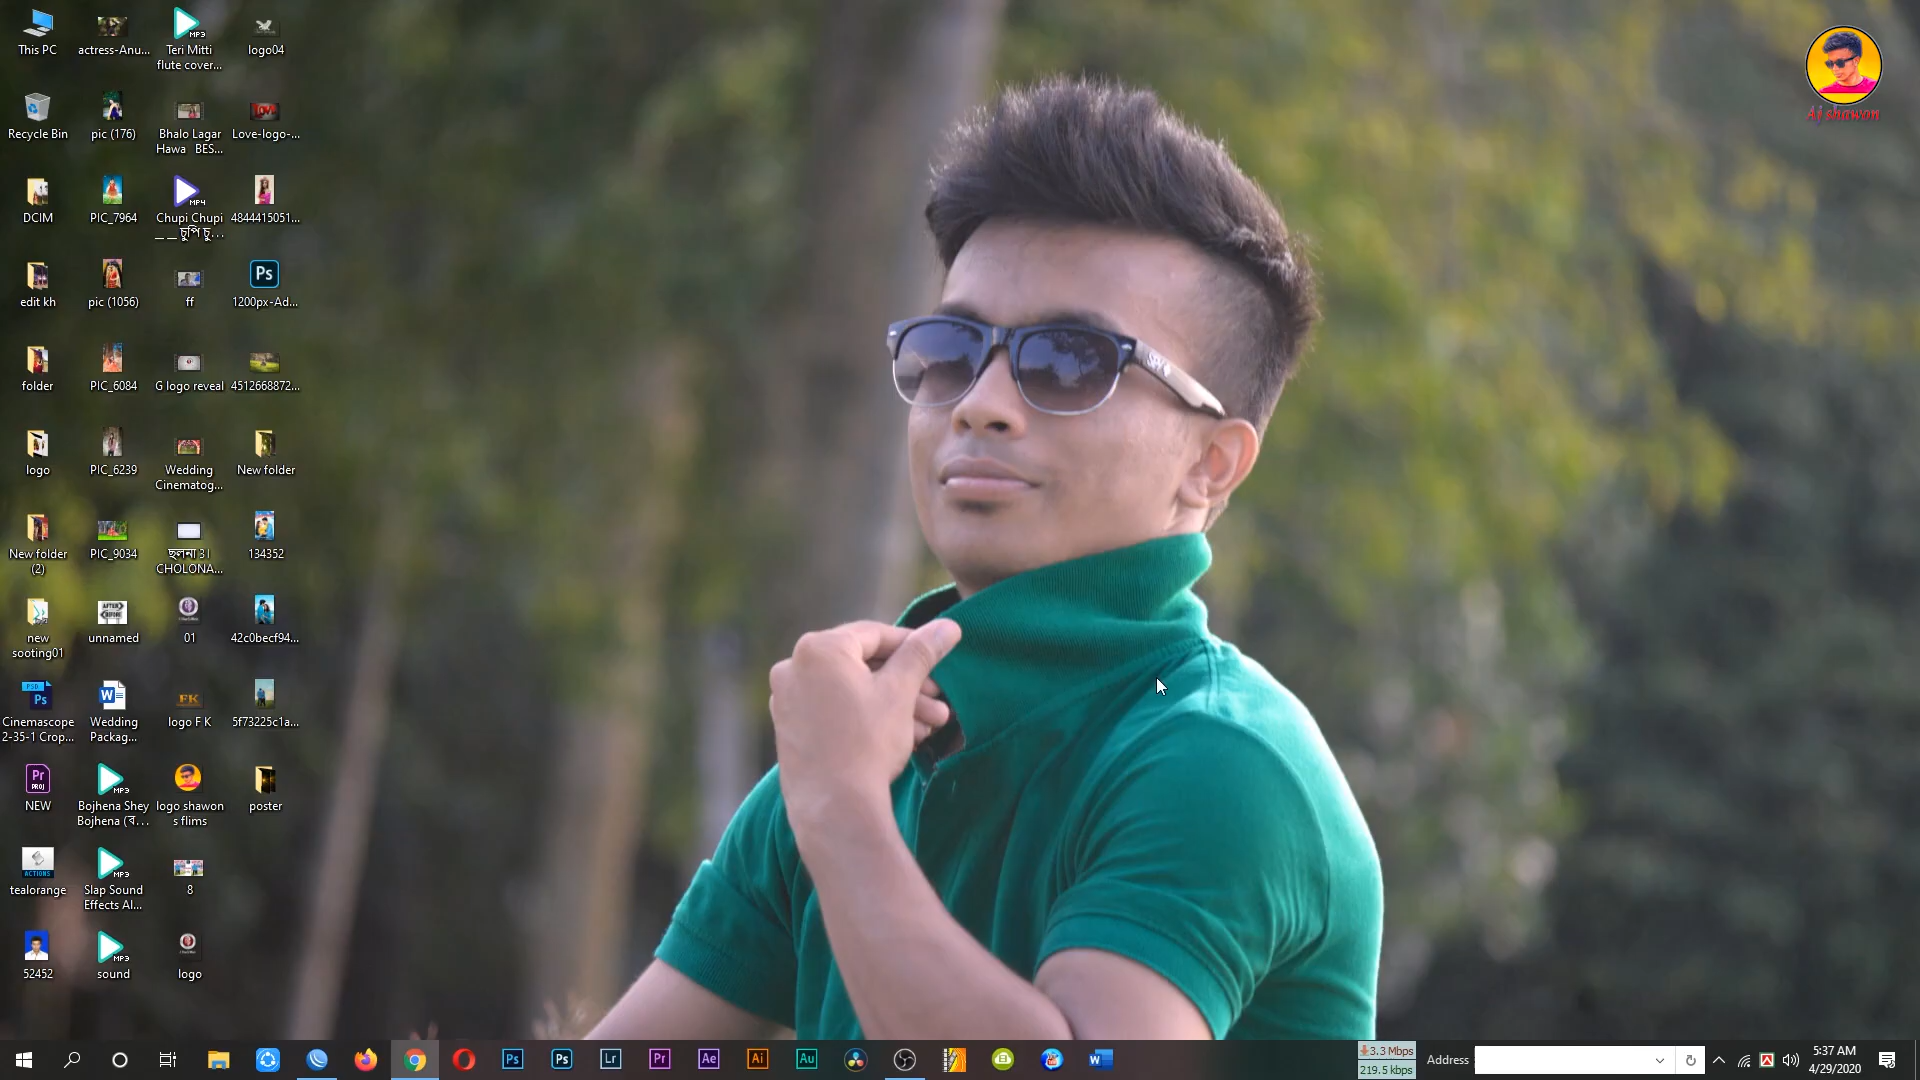 This PC
actress-Anu...
Teri Mitti
flute cover...
logo04
Recycle Bin
pic (176)
Bhalo Lagar
Hawa BES...
Love-logo-...
DCIM
PIC_7964
Chupi Chupi
__ __ চুপি চু...
4844415051...
edit kh
pic (1056)
ff
1200px-Ad...
folder
PIC_6084
G logo reveal
4512668872...
logo
PIC_6239
Wedding
Cinematog...
New folder
New folder
(2)
PIC_9034
ছলনা 3 l
CHOLONA...
134352
new
sooting01
unnamed
01
42c0becf94...
Cinemascope
2-35-1 Crop...
Wedding
Packag...
logo F K
5f73225c1a...
NEW
Bojhena Shey
Bojhena (ব...
logo shawon
s flims
poster
tealorange
Slap Sound
Effects Al...
8
52452
sound
logo
Aj shawon
3.3 Mbps
219.5 kbps
Address
5:37 AM
4/29/2020